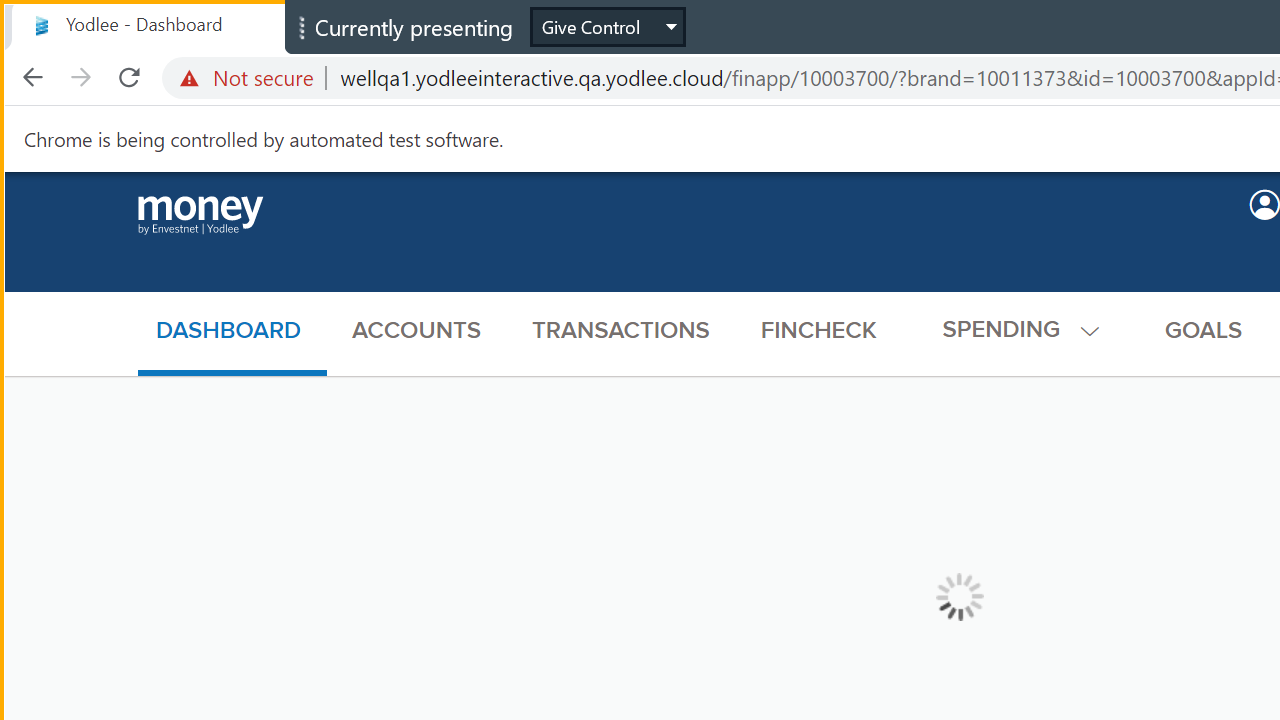 Yodlee - Dashboard
Currently presenting
Give Control
Not secure
wellqa1.yodleeinteractive.qa.yodlee.cloud/finapp/10003700/?brand=10011373&id=10003700&appId=
Chrome is being controlled by automated test software.
money
by Envestnet | Yodlee
DASHBOARD ACCOUNTS TRANSACTIONS FINCHECK SPENDING GOALS